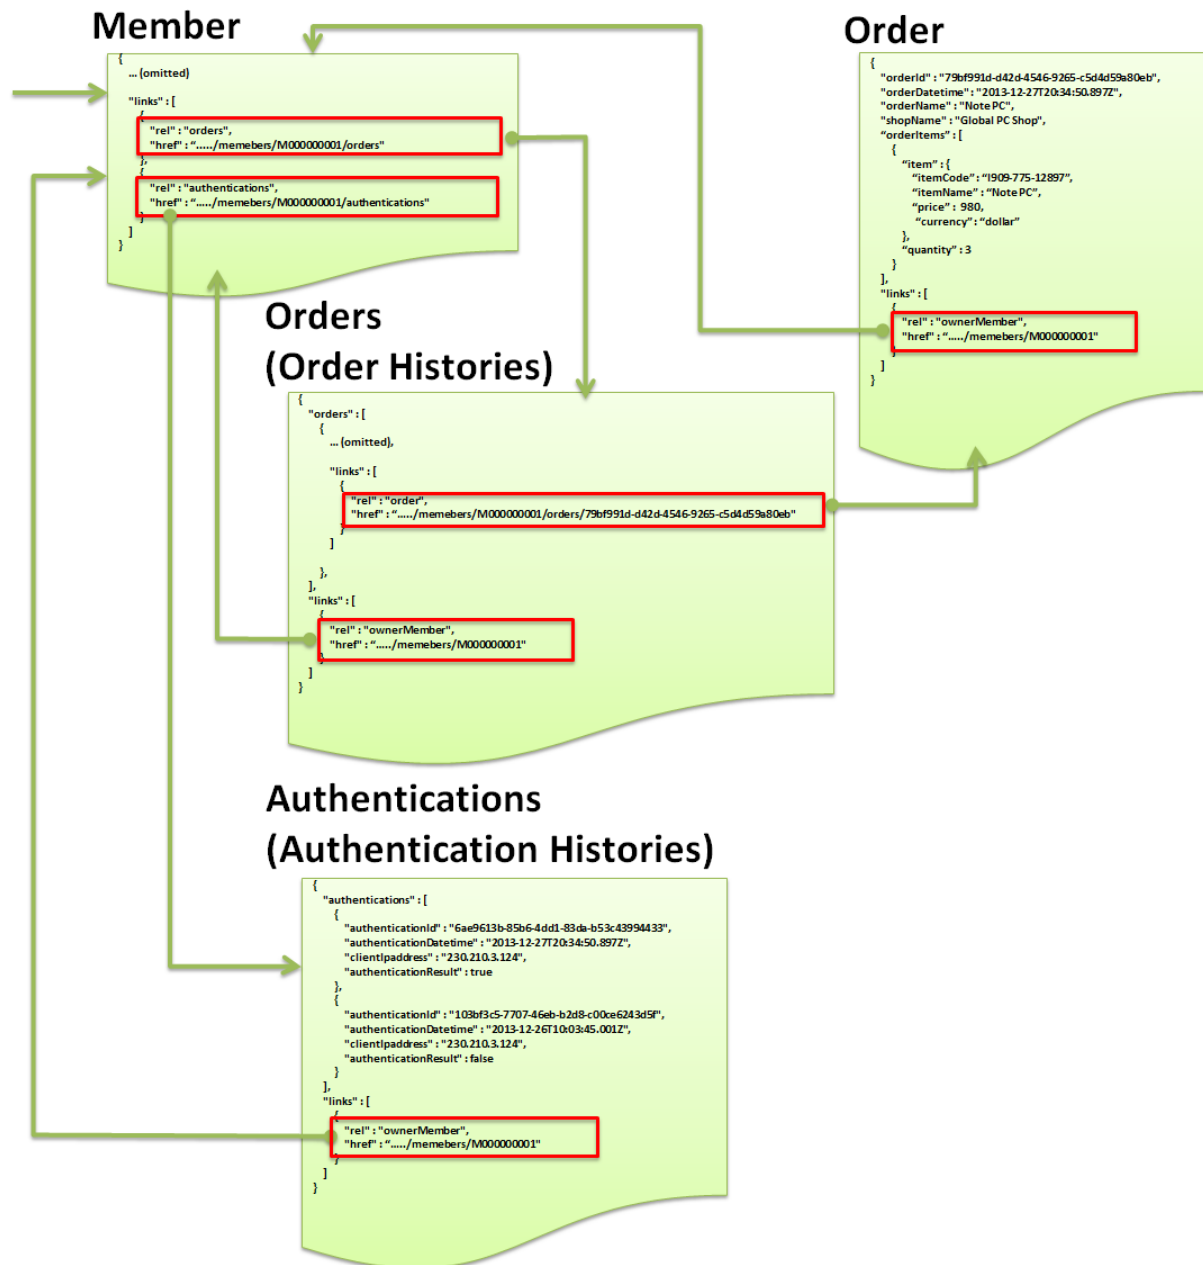 Member
{
... (omitted)
"links" : [
{
"rel" : "orders",
"href" : “...../memebers/M000000001/orders"
},
{
"rel" : "authentications",
"href" : “...../memebers/M000000001/authentications"
}
]
}
Order
{
"orderId" : "79bf991d-d42d-4546-9265-c5d4d59a80eb",
"orderDatetime" : "2013-12-27T20:34:50.897Z",
"orderName" : "Note PC",
"shopName" : "Global PC Shop",
“orderItems" : [
{
“item" : {
“itemCode” : “I909-775-12897”,
“itemName” : “Note PC”,
“price” : 980,
“currency” : “dollar”
},
“quantity” : 3
}
],
"links" : [
{
"rel" : "ownerMember",
"href" : “...../memebers/M000000001"
}
]
}
Orders
(Order Histories)
{
"orders" : [
{
... (omitted),
"links" : [
{
"rel" : "order",
"href" : “...../memebers/M000000001/orders/79bf991d-d42d-4546-9265-c5d4d59a80eb"
}
]
},
],
"links" : [
{
"rel" : "ownerMember",
"href" : “...../memebers/M000000001"
}
]
}
Authentications
(Authentication Histories)
{
"authentications" : [
{
"authenticationId" : "6ae9613b-85b6-4dd1-83da-b53c43994433",
"authenticationDatetime" : "2013-12-27T20:34:50.897Z",
"clientIpaddress" : "230.210.3.124",
"authenticationResult" : true
},
{
"authenticationId" : "103bf3c5-7707-46eb-b2d8-c00ce6243d5f",
"authenticationDatetime" : "2013-12-26T10:03:45.001Z",
"clientIpaddress" : "230.210.3.124",
"authenticationResult" : false
}
],
"links" : [
{
"rel" : "ownerMember",
"href" : “...../memebers/M000000001"
}
]
}